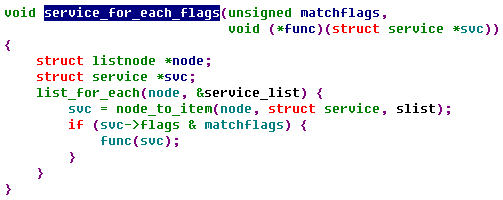 void service_for_each_flags(unsigned matchflags,
                            void (*func)(struct service *svc))
{
    struct listnode *node;
    struct service *svc;
    list_for_each(node, &service_list) {
        svc = node_to_item(node, struct service, slist);
        if (svc->flags & matchflags) {
            func(svc);
        }
    }
}